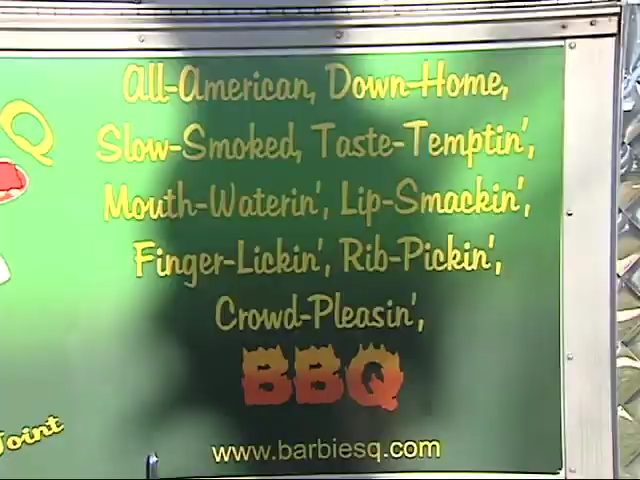 Q
All-American, Down-Home,
Slow-Smoked, Taste-Temptin',
Mouth-Waterin', Lip-Smackin',
Finger-Lickin', Rib-Pickin',
Crowd-Pleasin',
BBQ
Joint
www.barbiesq.com